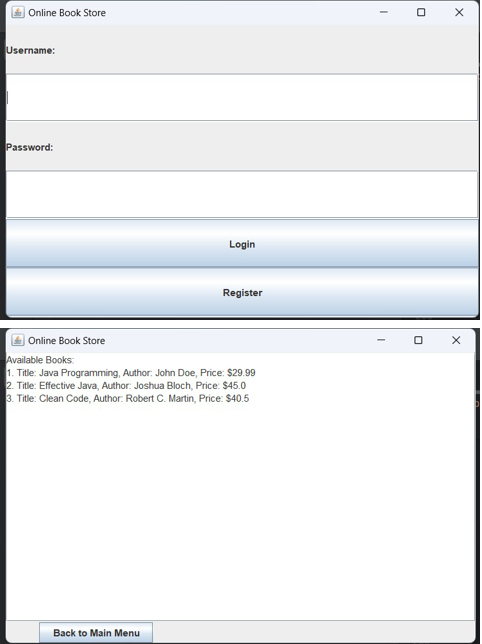 Online Book Store
Username:
Password:
Login
Register
Online Book Store
Available Books:
1. Title: Java Programming, Author: John Doe, Price: $29.99
2. Title: Effective Java, Author: Joshua Bloch, Price: $45.0
3. Title: Clean Code, Author: Robert C. Martin, Price: $40.5
Back to Main Menu